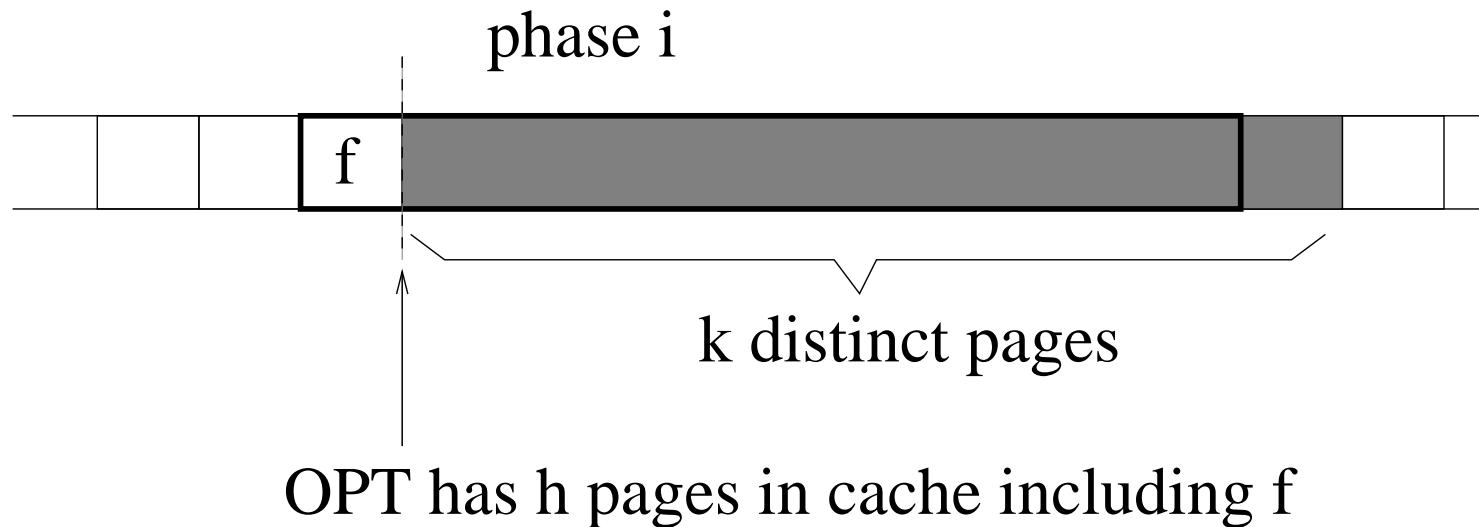 phase i
f
k distinct pages
OPT has h pages in cache including f